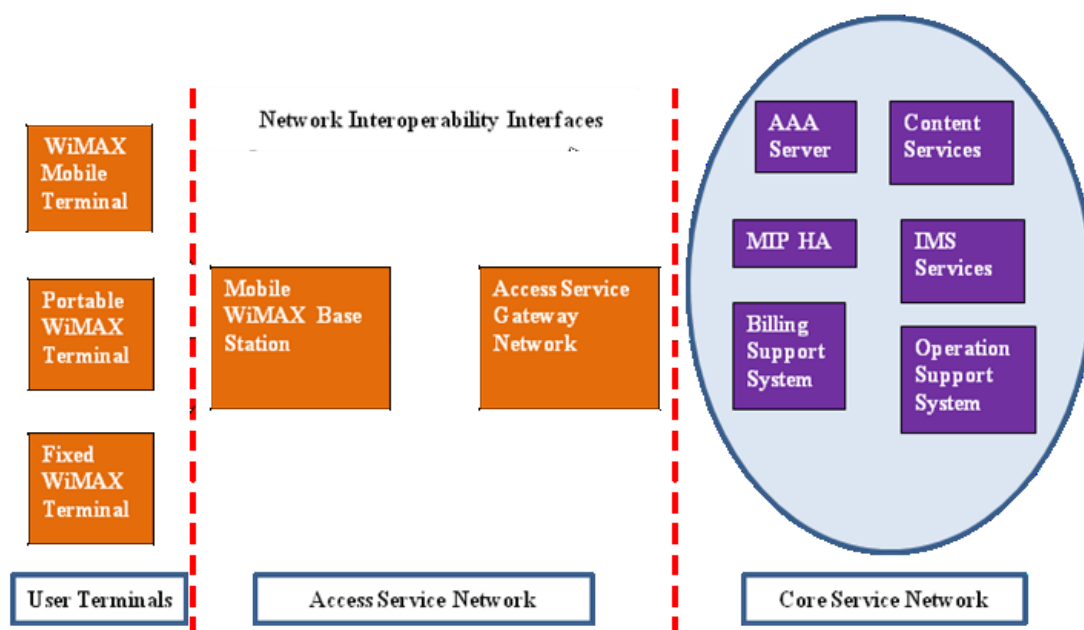 Network Interoperability Interfaces
WiMAX
Mobile
Terminal
Portable
WiMAX
Terminal
Fixed
WiMAX
Terminal
Mobile
WiMAX Base
Station
Access Service
Gateway
Network
AAA
Server
Content
Services
MIP HA
IMS
Services
Billing
Support
System
Operation
Support
System
User Terminals
Access Service Network
Core Service Network